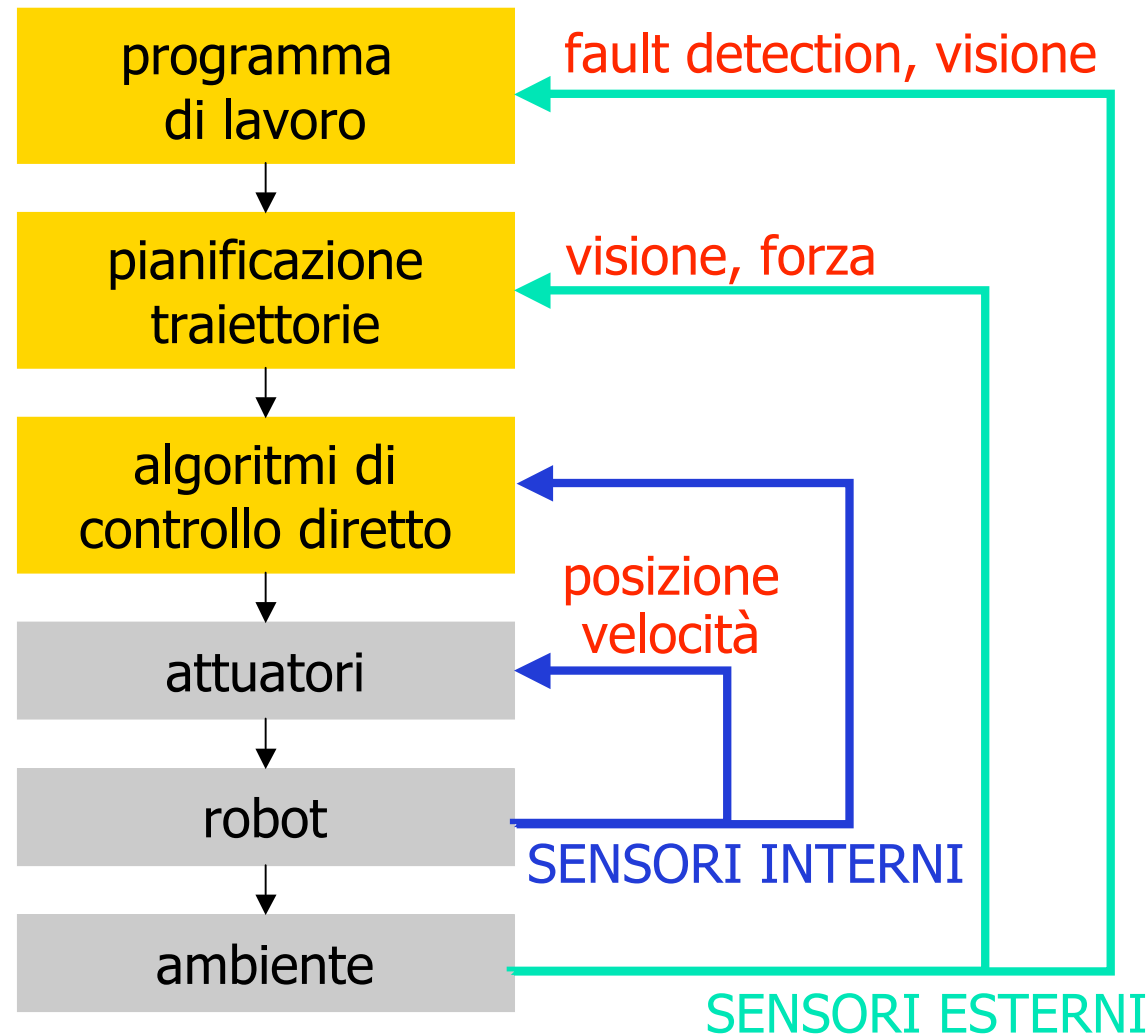 programma
di lavoro
fault detection, visione
pianificazione
traiettorie
visione, forza
algoritmi di
controllo diretto
posizione
velocità
attuatori
robot
SENSORI INTERNI
ambiente
SENSORI ESTERNI